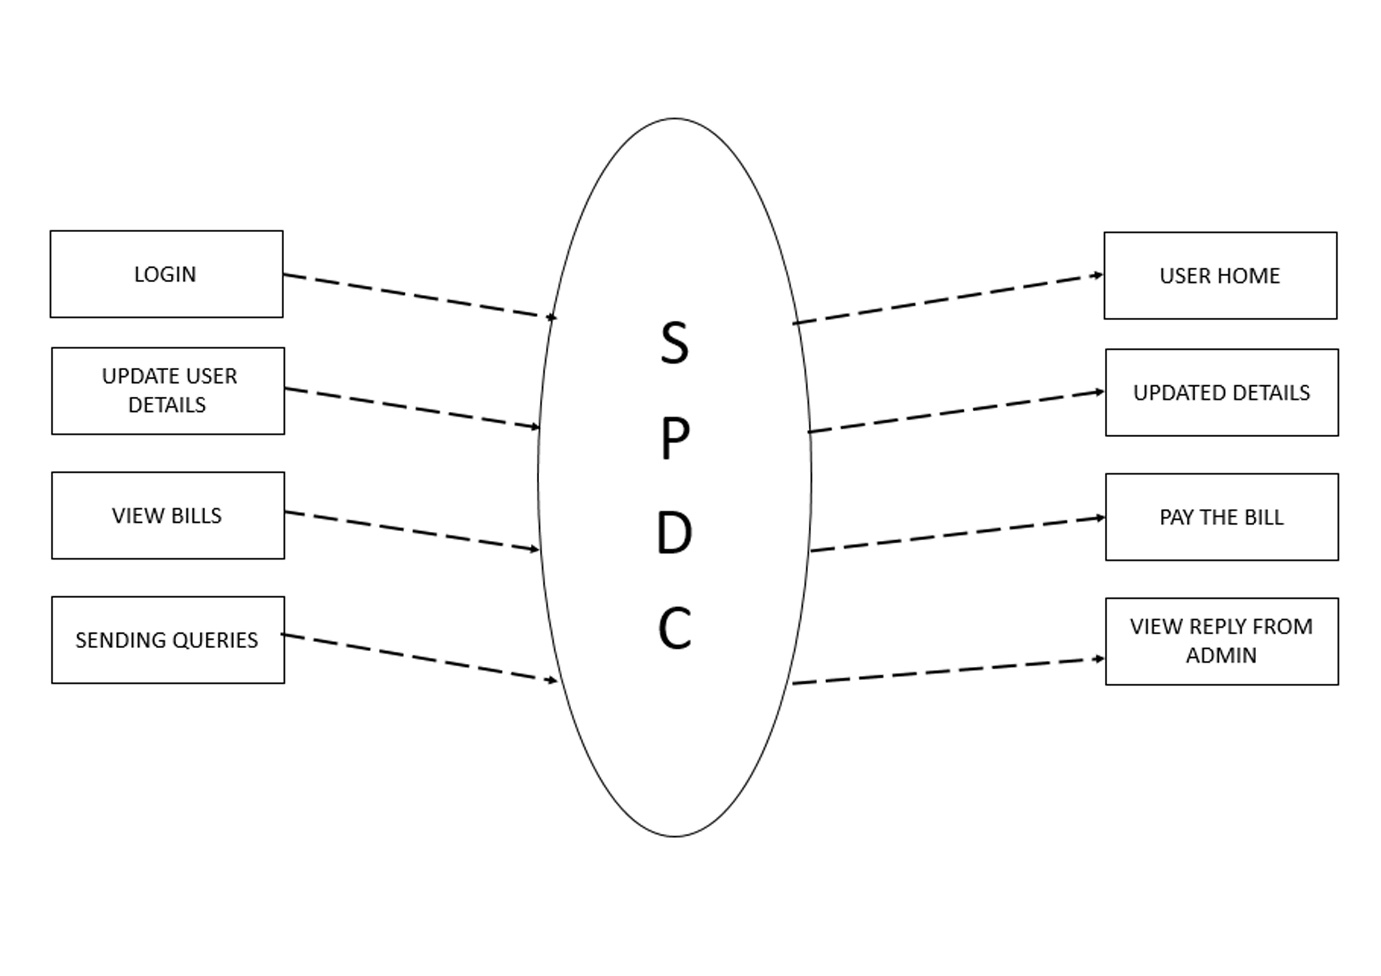 LOGIN
UPDATE USER
DETAILS
VIEW BILLS
SENDING QUERIES
S
P
D
C
USER HOME
UPDATED DETAILS
PAY THE BILL
VIEW REPLY FROM
ADMIN